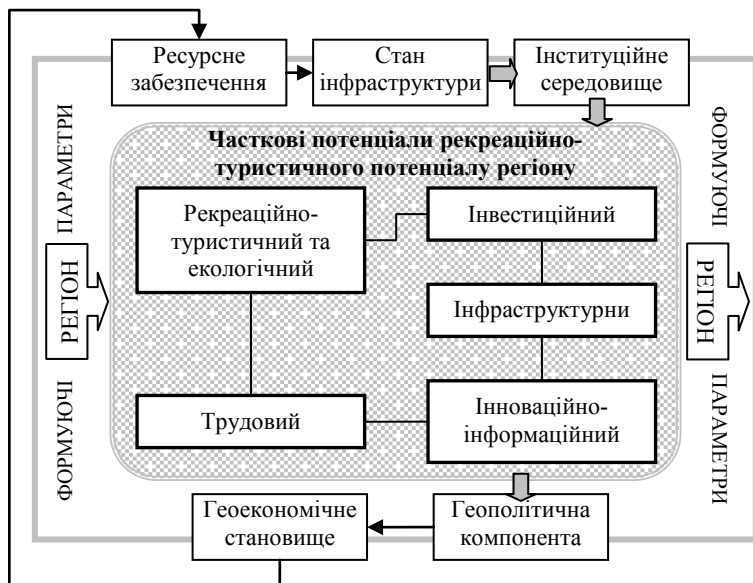 Ресурсне
забезпечення
Стан
інфраструктури
Інституційне
середовище
ПАРАМЕТРИ
ФОРМУЮЧІ
Часткові потенціали рекреаційно-
туристичного потенціалу регіону
Рекреаційно-
туристичний та
екологічний
Інвестиційний
РЕГІОН
Інфраструктурни
РЕГІОН
Трудовий
Інноваційно-
інформаційний
ФОРМУЮЧІ
ПАРАМЕТРИ
Геоекономічне
становище
Геополітична
компонента